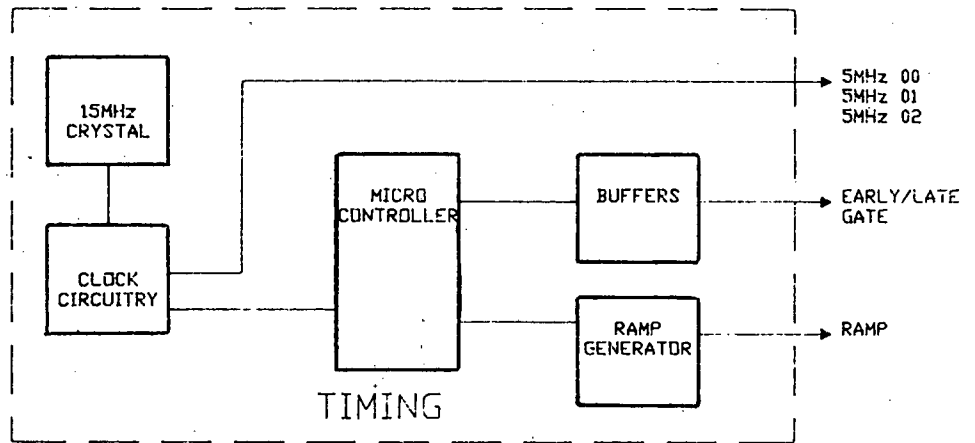 15MHz
CRYSTAL
5MHz 00
5MHz 01
5MHz 02
MICRO
CONTROLLER
BUFFERS
EARLY/LATE
GATE
CLOCK
CIRCUITRY
RAMP
GENERATOR
RAMP
TIMING